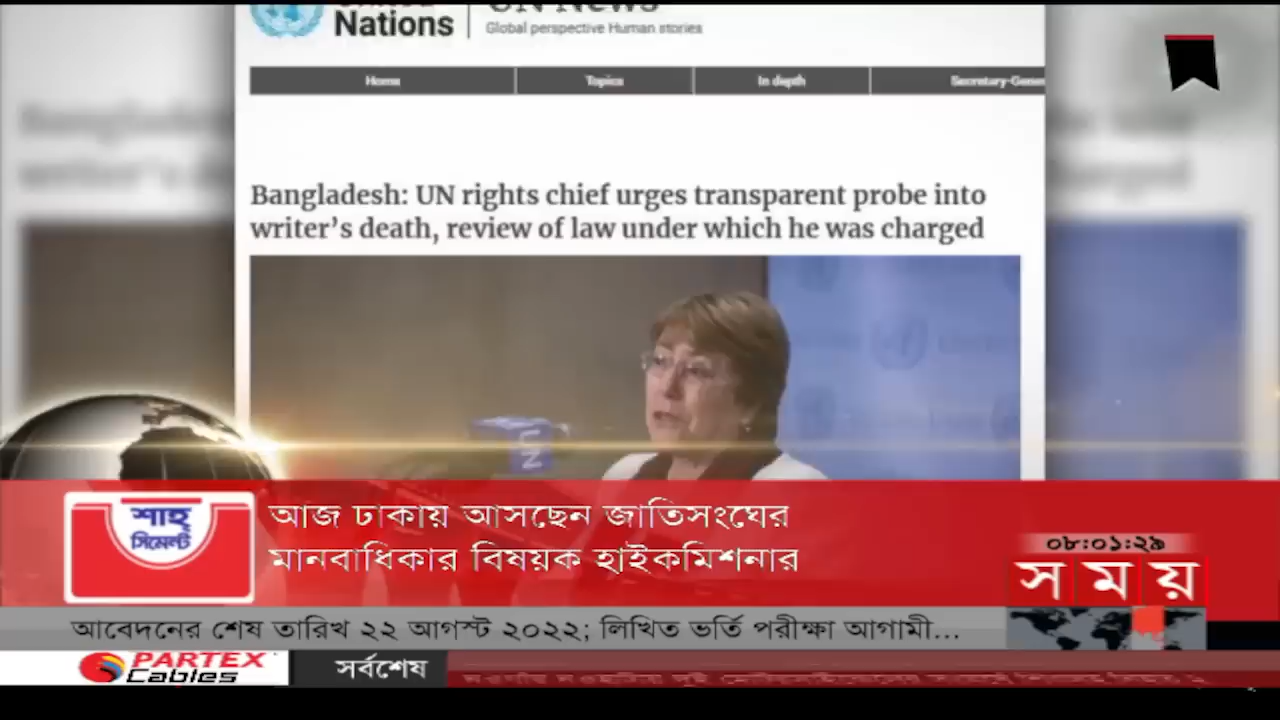 Nations
UN News
Global perspective Human stories
Home
Topics
In depth
Bangladesh: UN rights chief urges transparent probe into
writer's death, review of law under which he was charged
UN
শাহ্
সিমেন্ট
আজ ঢাকায় আসছেন জাতিসংঘের
মানবাধিকার বিষয়ক হাইকমিশনার
০৮:০১:২৯
সময়
আবেদনের শেষ তারিখ ২২ আগস্ট ২০২২; লিখিত ভর্তি পরীক্ষা আগামী...
PARTEX
Cables
সর্বশেষ